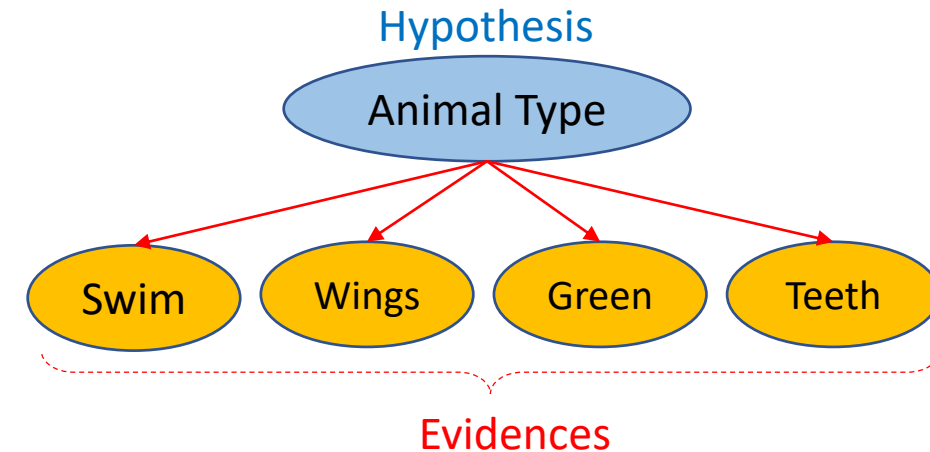 Hypothesis
Animal Type
Swim
Wings
Green
Teeth
Evidences